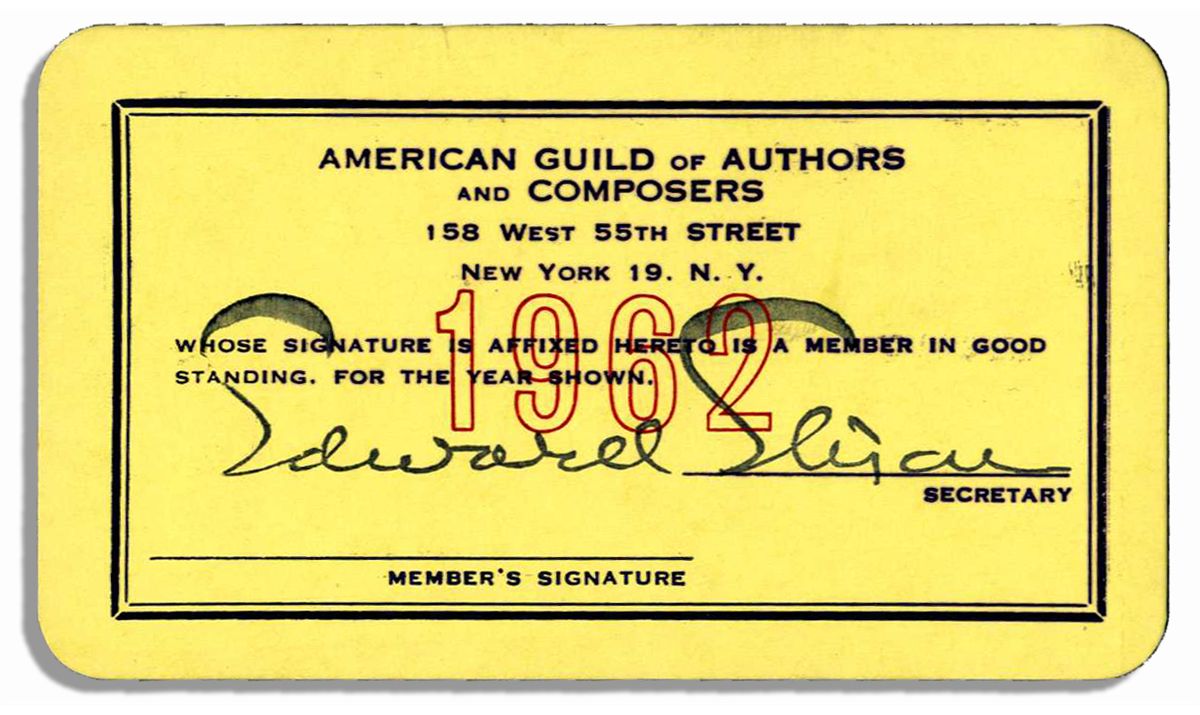 AMERICAN GUILD OF AUTHORS
AND COMPOSERS
158 WEST 55TH STREET
NEW YORK 19. N. Y.
1962
WHOSE SIGNATURE IS AFFIXED HERETO IS A MEMBER IN GOOD
STANDING. FOR THE YEAR SHOWN.
Edward Eliscu
SECRETARY
MEMBER'S SIGNATURE